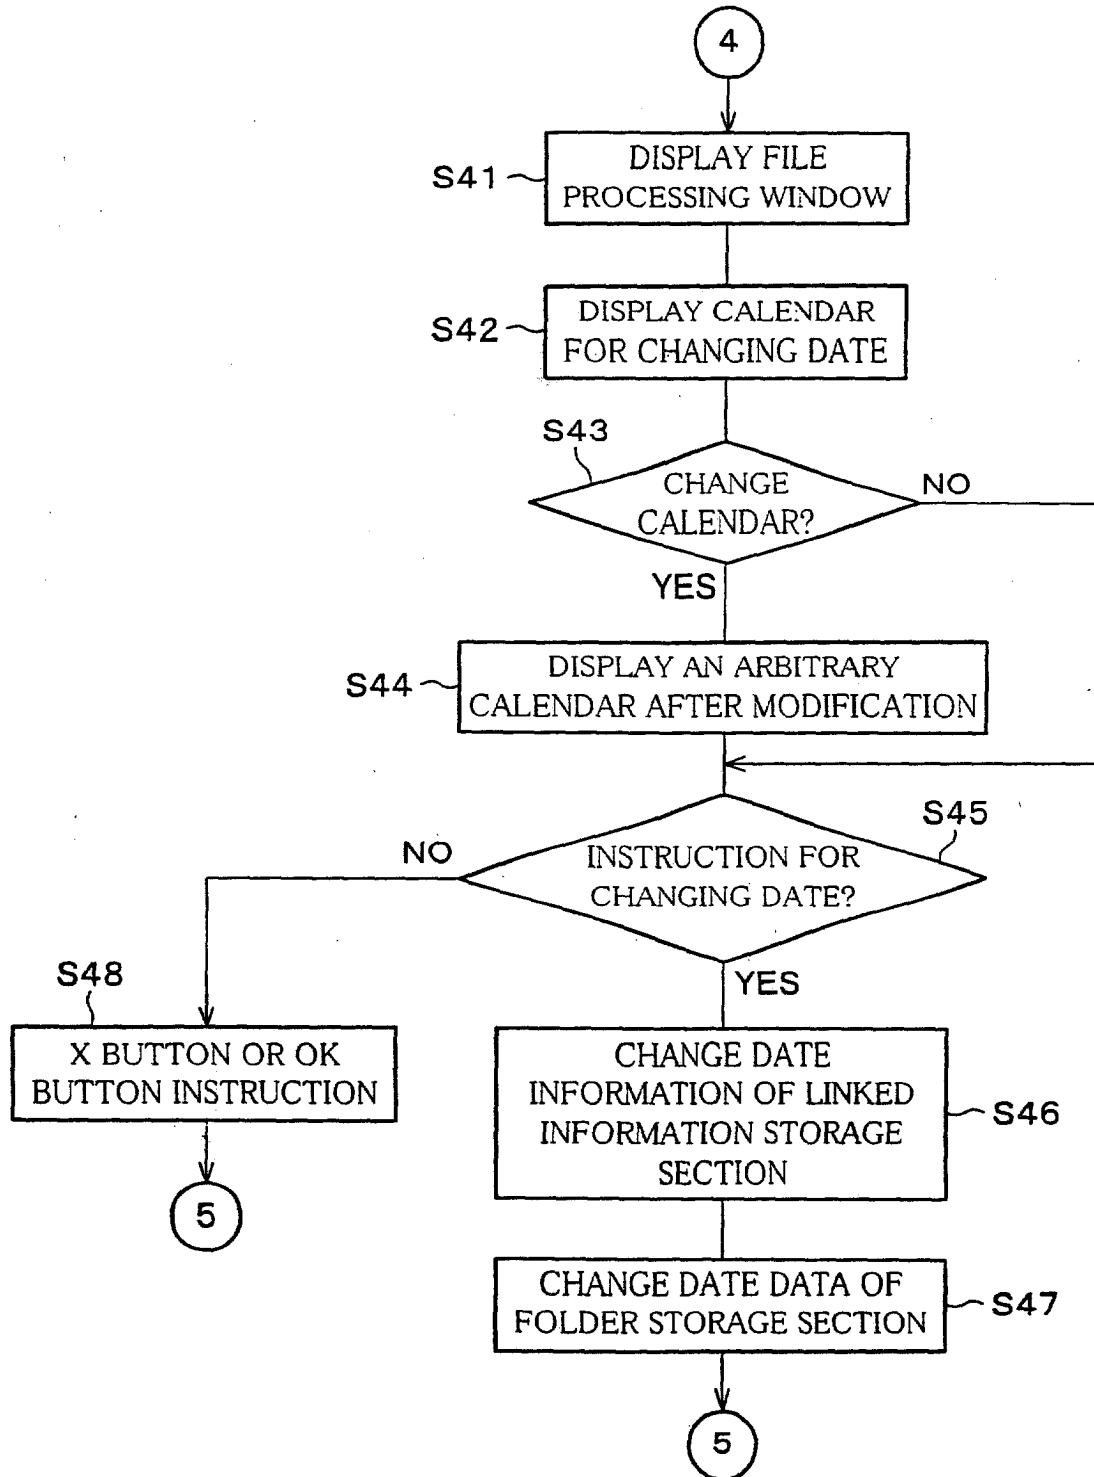 4
S41
DISPLAY FILE
PROCESSING WINDOW
S42
DISPLAY CALENDAR
FOR CHANGING DATE
S43
CHANGE
CALENDAR?
NO
YES
S44
DISPLAY AN ARBITRARY
CALENDAR AFTER MODIFICATION
S45
NO
INSTRUCTION FOR
CHANGING DATE?
YES
S48
X BUTTON OR OK
BUTTON INSTRUCTION
5
CHANGE DATE
INFORMATION OF LINKED
INFORMATION STORAGE
SECTION
S46
CHANGE DATE DATA OF
FOLDER STORAGE SECTION
S47
5